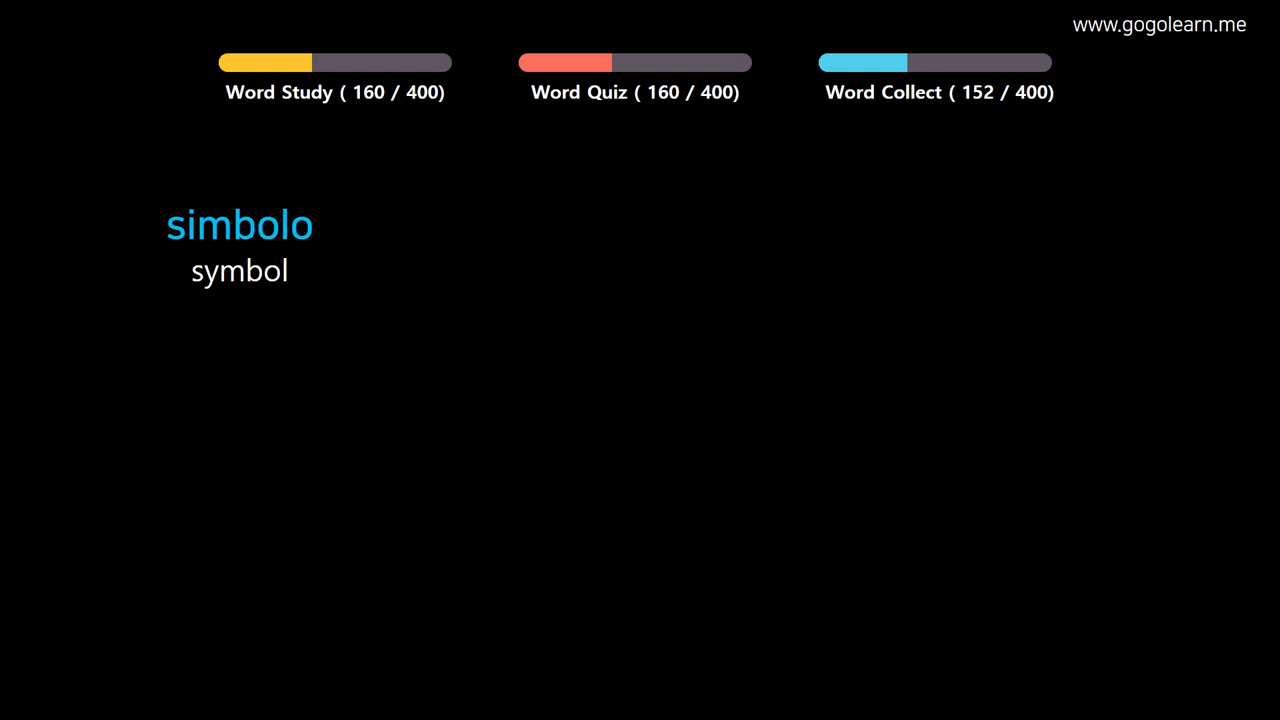 www.gogolearn.me
Word Study ( 160 / 400)
Word Quiz ( 160 / 400)
Word Collect ( 152 / 400)
simbolo
symbol